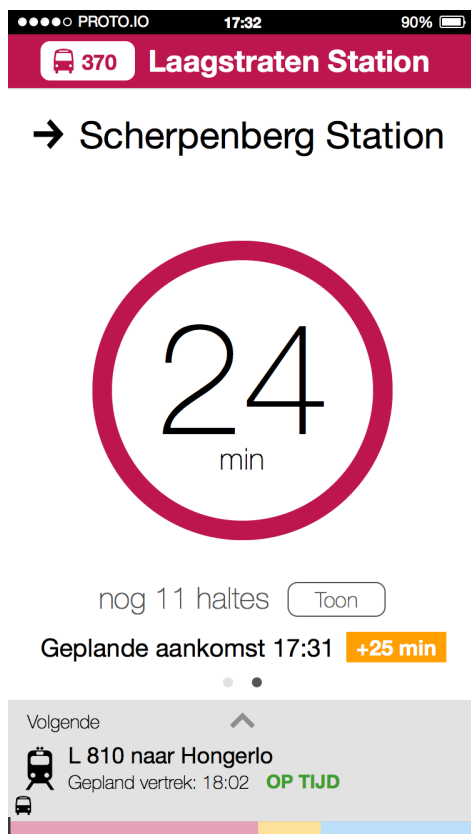 PROTO.IO 17:32 90%
370 Laagstraten Station
→ Scherpenberg Station
24
min
nog 11 haltes Toon
Geplande aankomst 17:31 +25 min
Volgende
L 810 naar Hongerlo
Gepland vertrek: 18:02 OP TIJD